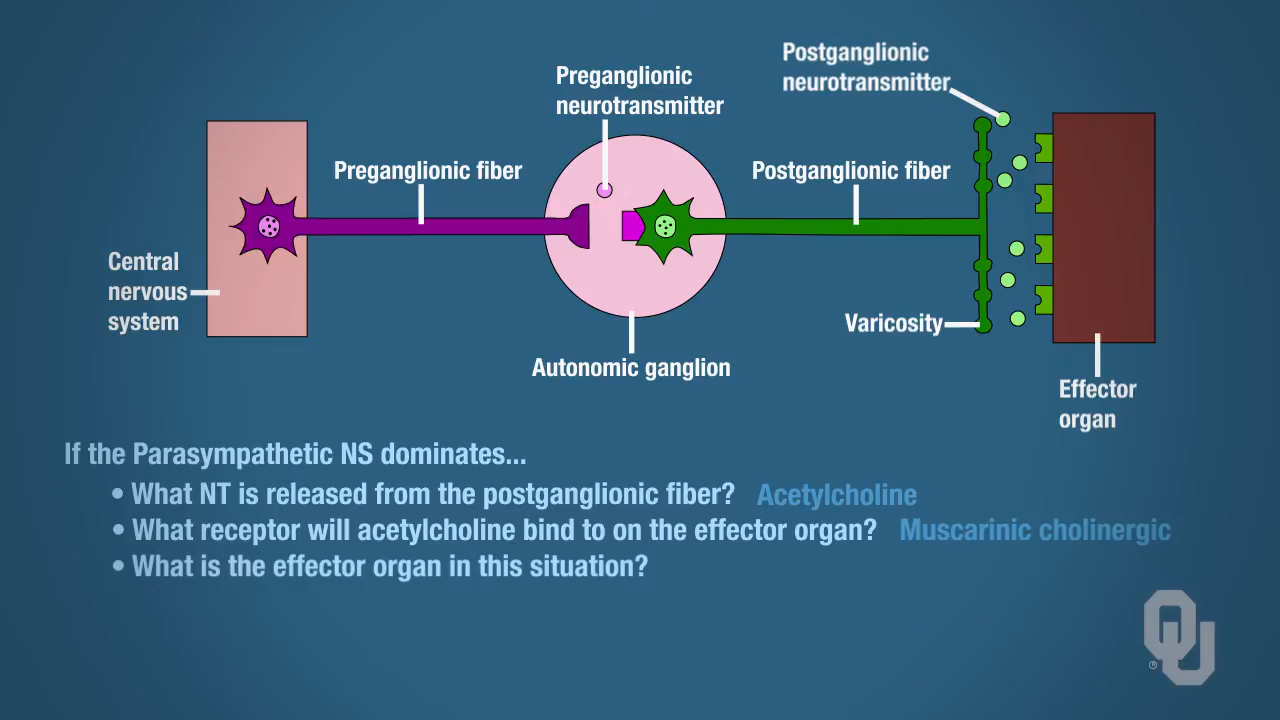 Postganglionic
neurotransmitter
Preganglionic
neurotransmitter
Preganglionic fiber
Postganglionic fiber
Central
nervous
system
Varicosity
Autonomic ganglion
Effector
organ
If the Parasympathetic NS dominates...
• What NT is released from the postganglionic fiber? Acetylcholine
• What receptor will acetylcholine bind to on the effector organ? Muscarinic cholinergic
• What is the effector organ in this situation?
OU
®